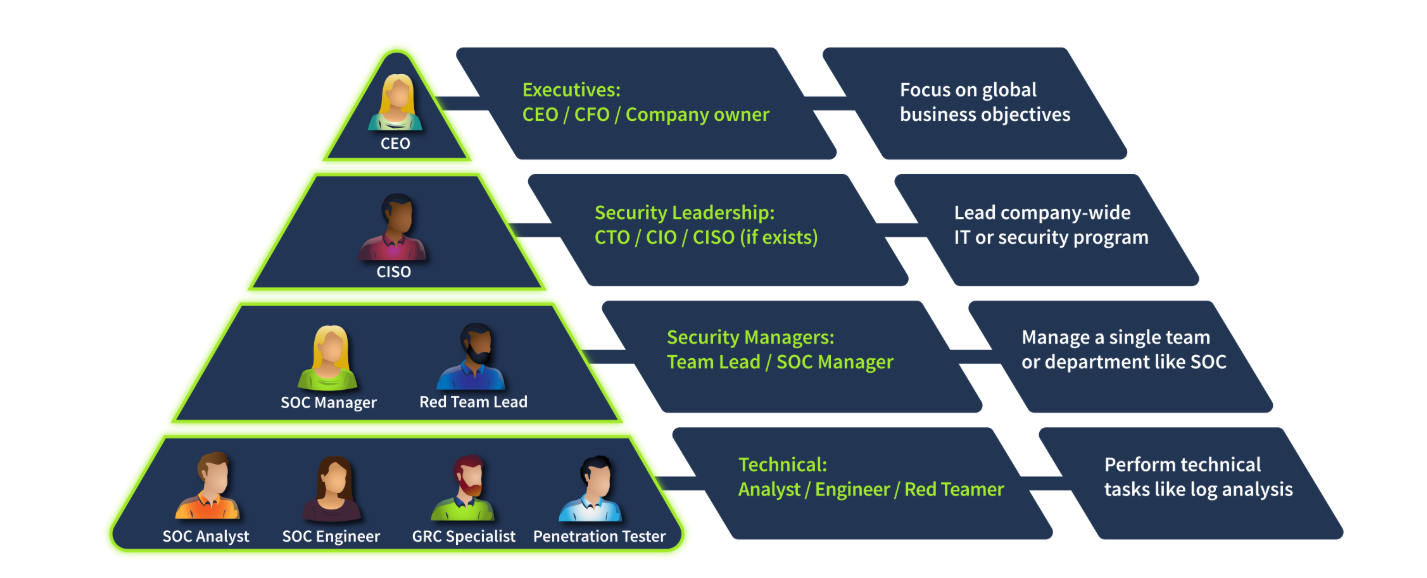 CEO
Executives:
CEO / CFO / Company owner
Focus on global
business objectives
CISO
Security Leadership:
CTO / CIO / CISO (if exists)
Lead company-wide
IT or security program
SOC Manager
Red Team Lead
Security Managers:
Team Lead / SOC Manager
Manage a single team
or department like SOC
SOC Analyst
SOC Engineer
GRC Specialist
Penetration Tester
Technical:
Analyst / Engineer / Red Teamer
Perform technical
tasks like log analysis